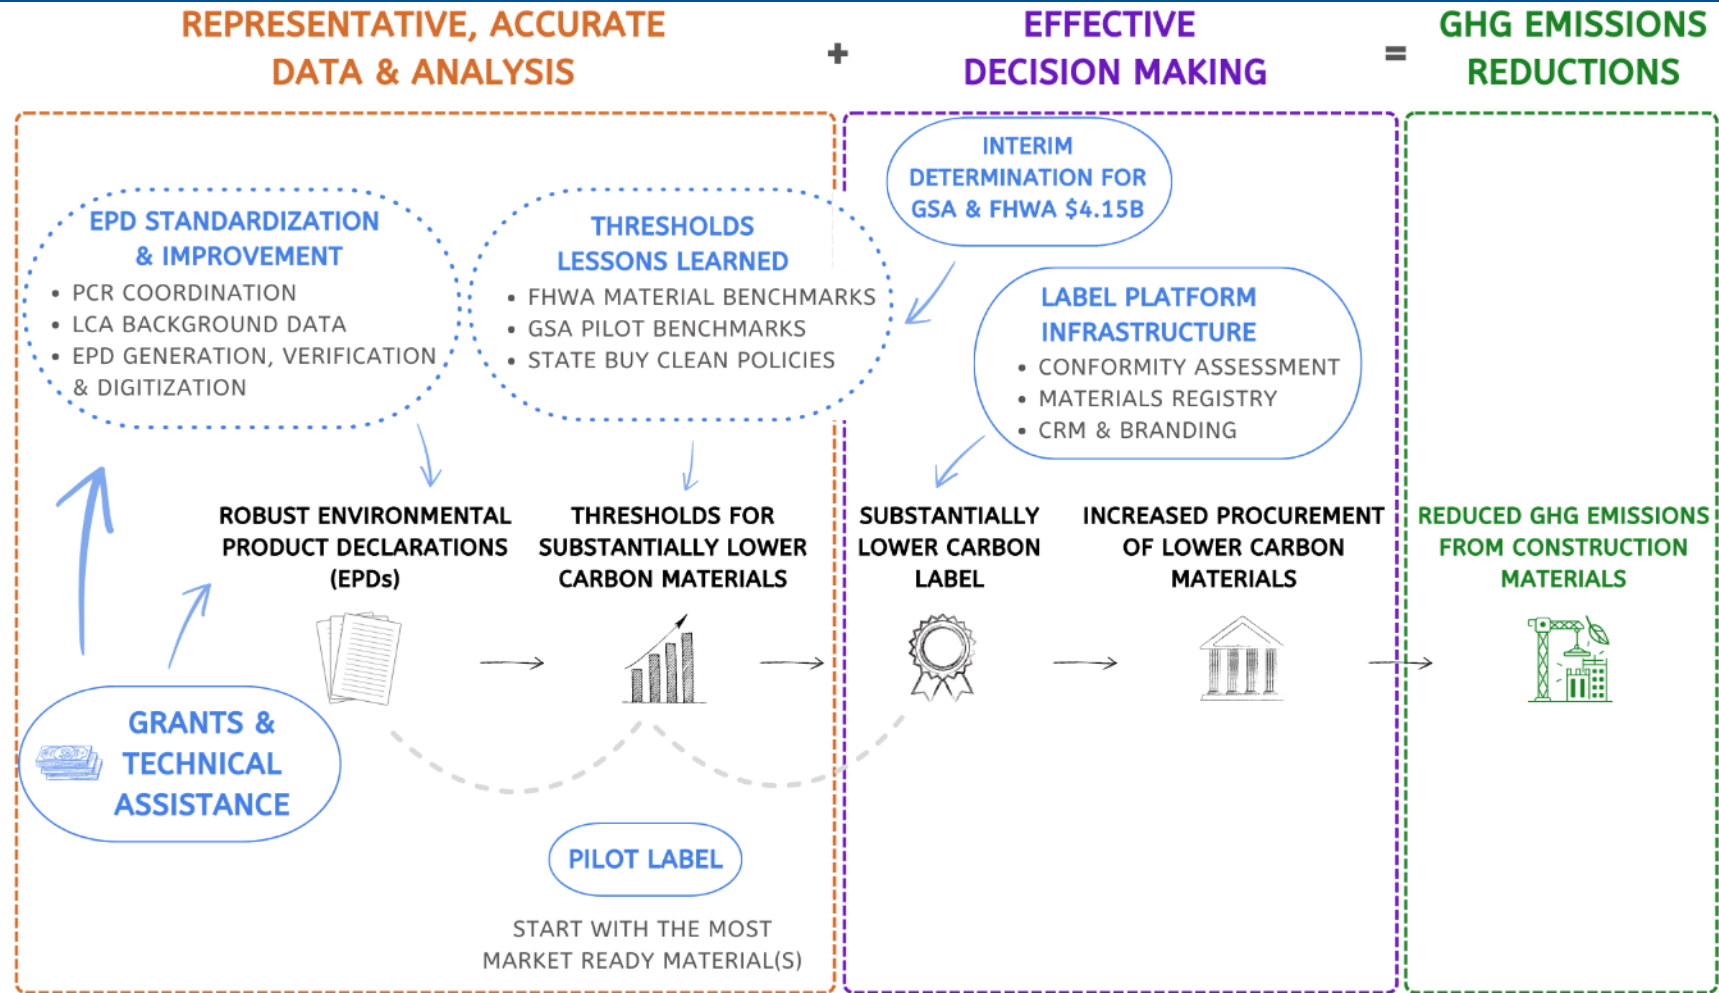 REPRESENTATIVE, ACCURATE
DATA & ANALYSIS
+
EFFECTIVE
DECISION MAKING
=
GHG EMISSIONS
REDUCTIONS
EPD STANDARDIZATION
& IMPROVEMENT
• PCR COORDINATION
• LCA BACKGROUND DATA
• EPD GENERATION, VERIFICATION
& DIGITIZATION
THRESHOLDS
LESSONS LEARNED
• FHWA MATERIAL BENCHMARKS
• GSA PILOT BENCHMARKS
• STATE BUY CLEAN POLICIES
INTERIM
DETERMINATION FOR
GSA & FHWA $4.15B
LABEL PLATFORM
INFRASTRUCTURE
• CONFORMITY ASSESSMENT
• MATERIALS REGISTRY
• CRM & BRANDING
ROBUST ENVIRONMENTAL
PRODUCT DECLARATIONS
(EPDs)
THRESHOLDS FOR
SUBSTANTIALLY LOWER
CARBON MATERIALS
SUBSTANTIALLY
LOWER CARBON
LABEL
INCREASED PROCUREMENT
OF LOWER CARBON
MATERIALS
REDUCED GHG EMISSIONS
FROM CONSTRUCTION
MATERIALS
GRANTS &
TECHNICAL
ASSISTANCE
PILOT LABEL
START WITH THE MOST
MARKET READY MATERIAL(S)